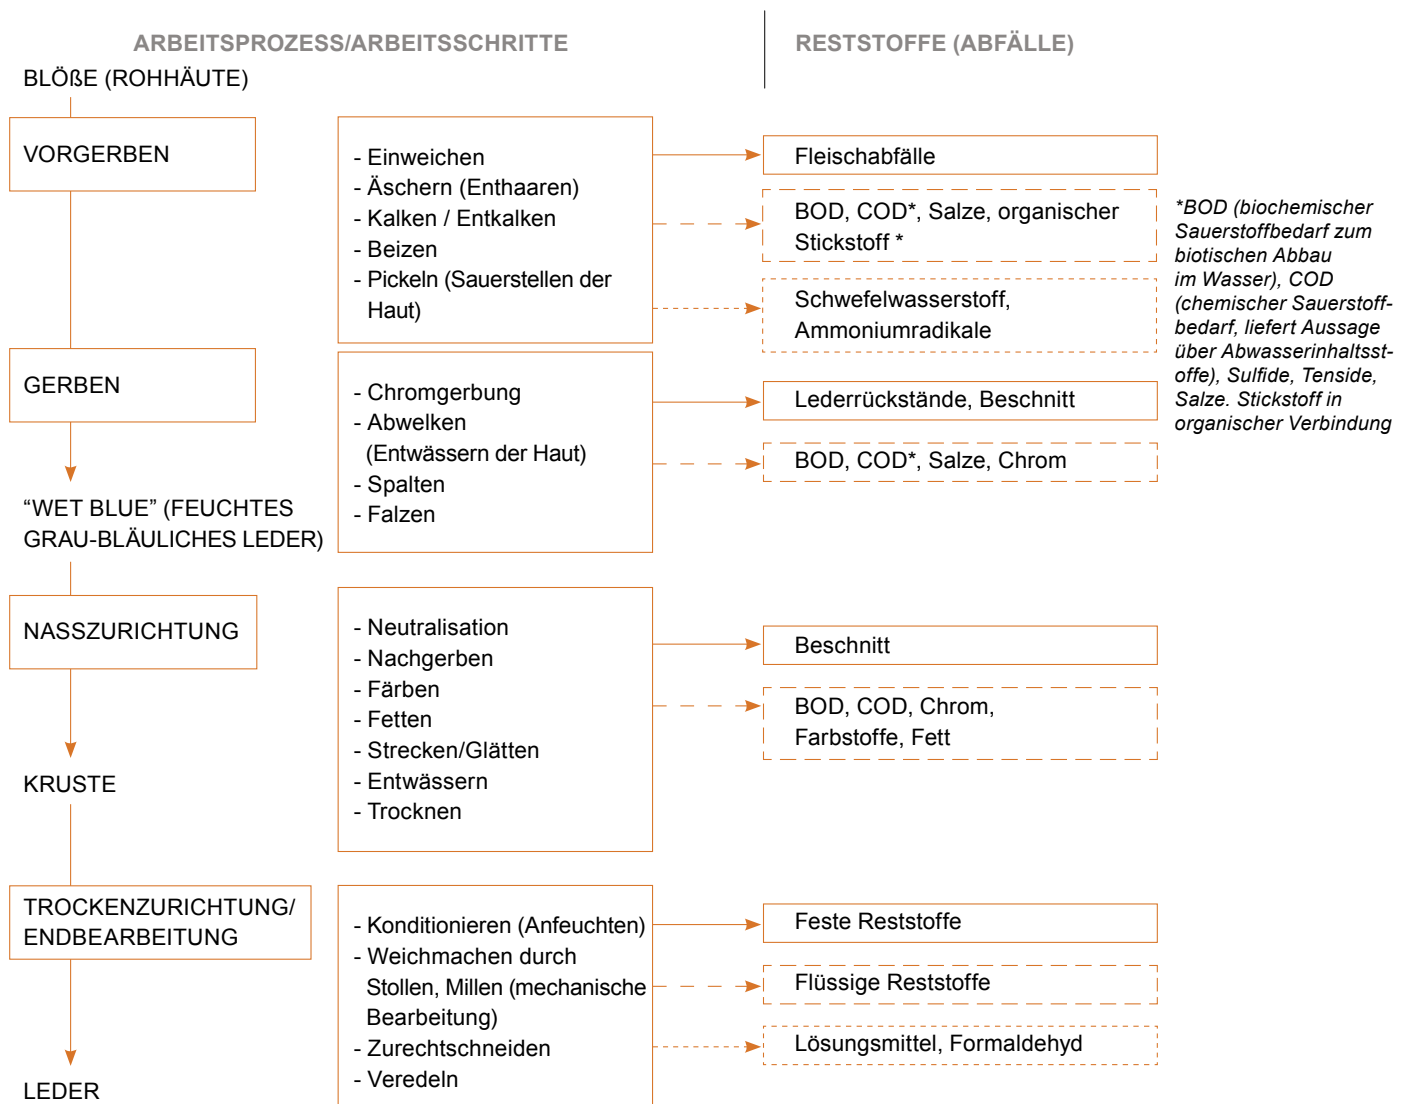 ARBEITSPROZESS/ARBEITSSCHRITTE
RESTSTOFFE (ABFÄLLE)
BLÖßE (ROHHÄUTE)
VORGERBEN
- Einweichen
- Äschern (Enthaaren)
- Kalken / Entkalken
- Beizen
- Pickeln (Sauerstellen der
Haut)
Fleischabfälle
BOD, COD*, Salze, organischer
Stickstoff *
Schwefelwasserstoff,
Ammoniumradikale
*BOD (biochemischer
Sauerstoffbedarf zum
biotischen Abbau
im Wasser), COD
(chemischer Sauerstoff-
bedarf, liefert Aussage
über Abwasserinhaltsst-
offe), Sulfide, Tenside,
Salze. Stickstoff in
organischer Verbindung
GERBEN
- Chromgerbung
- Abwelken
(Entwässern der Haut)
- Spalten
- Falzen
Lederrückstände, Beschnitt
BOD, COD*, Salze, Chrom
“WET BLUE” (FEUCHTES
GRAU-BLÄULICHES LEDER)
NASSZURICHTUNG
- Neutralisation
- Nachgerben
- Färben
- Fetten
- Strecken/Glätten
- Entwässern
- Trocknen
Beschnitt
BOD, COD, Chrom,
Farbstoffe, Fett
KRUSTE
TROCKENZURICHTUNG/
ENDBEARBEITUNG
- Konditionieren (Anfeuchten)
- Weichmachen durch
Stollen, Millen (mechanische
Bearbeitung)
- Zurechtschneiden
- Veredeln
Feste Reststoffe
Flüssige Reststoffe
Lösungsmittel, Formaldehyd
LEDER